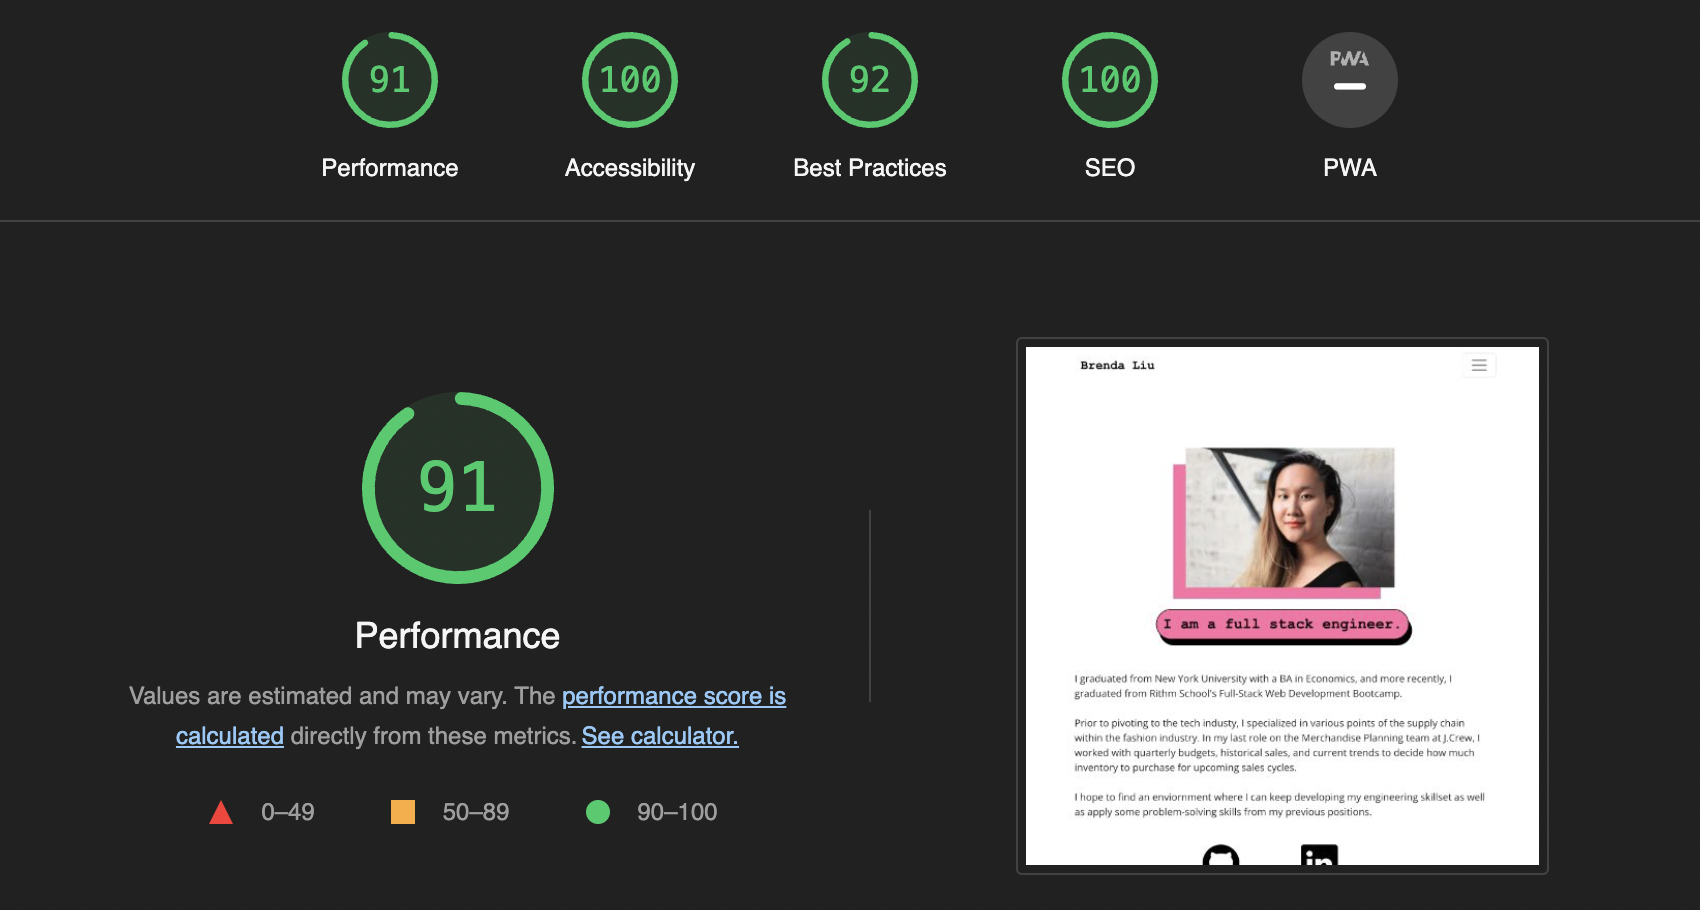 91
100
92
100
PWA
Performance
Accessibility
Best Practices
SEO
PWA
91
Performance
Values are estimated and may vary. The performance score is
calculated directly from these metrics. See calculator.
0–49
50–89
90–100
Brenda Liu
I am a full stack engineer.
I graduated from New York University with a BA in Economics, and more recently, I
graduated from Rithm School's Full-Stack Web Development Bootcamp.
Prior to pivoting to the tech industy, I specialized in various points of the supply chain
within the fashion industry. In my last role on the Merchandise Planning team at J.Crew, I
worked with quarterly budgets, historical sales, and current trends to decide how much
inventory to purchase for upcoming sales cycles.
I hope to find an enviornment where I can keep developing my engineering skillset as well
as apply some problem-solving skills from my previous positions.
in